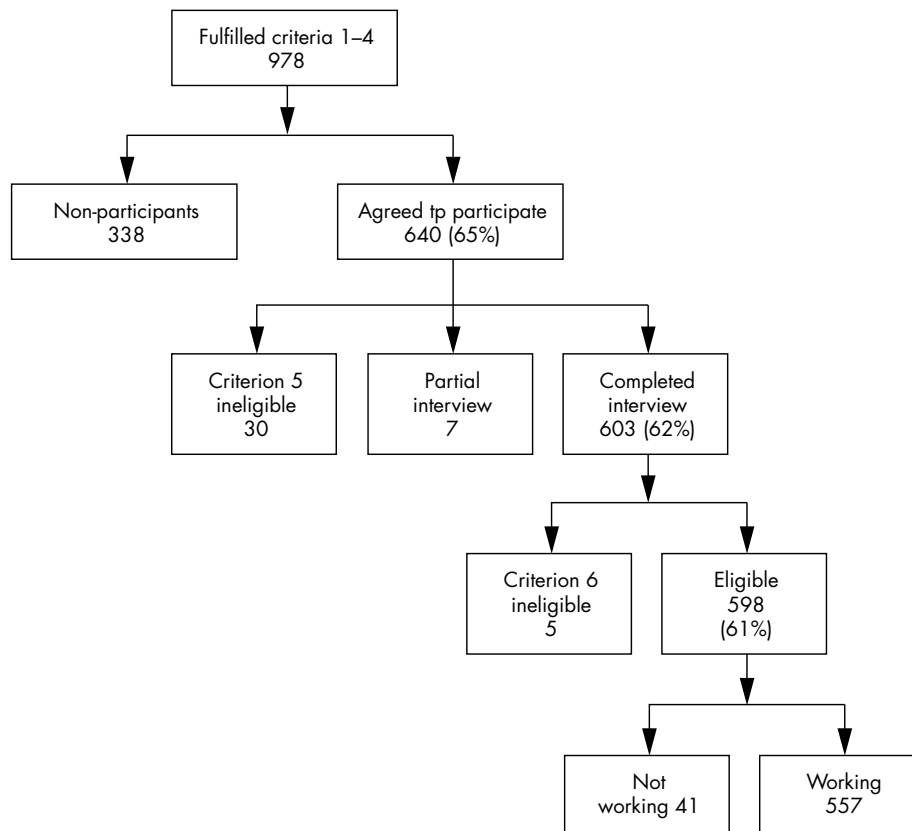 Fulfilled criteria 1–4
978
Non-participants
338
Agreed tp participate
640 (65%)
Criterion 5
ineligible
30
Partial
interview
7
Completed
interview
603 (62%)
Criterion 6
ineligible
5
Eligible
598
(61%)
Not
working 41
Working
557